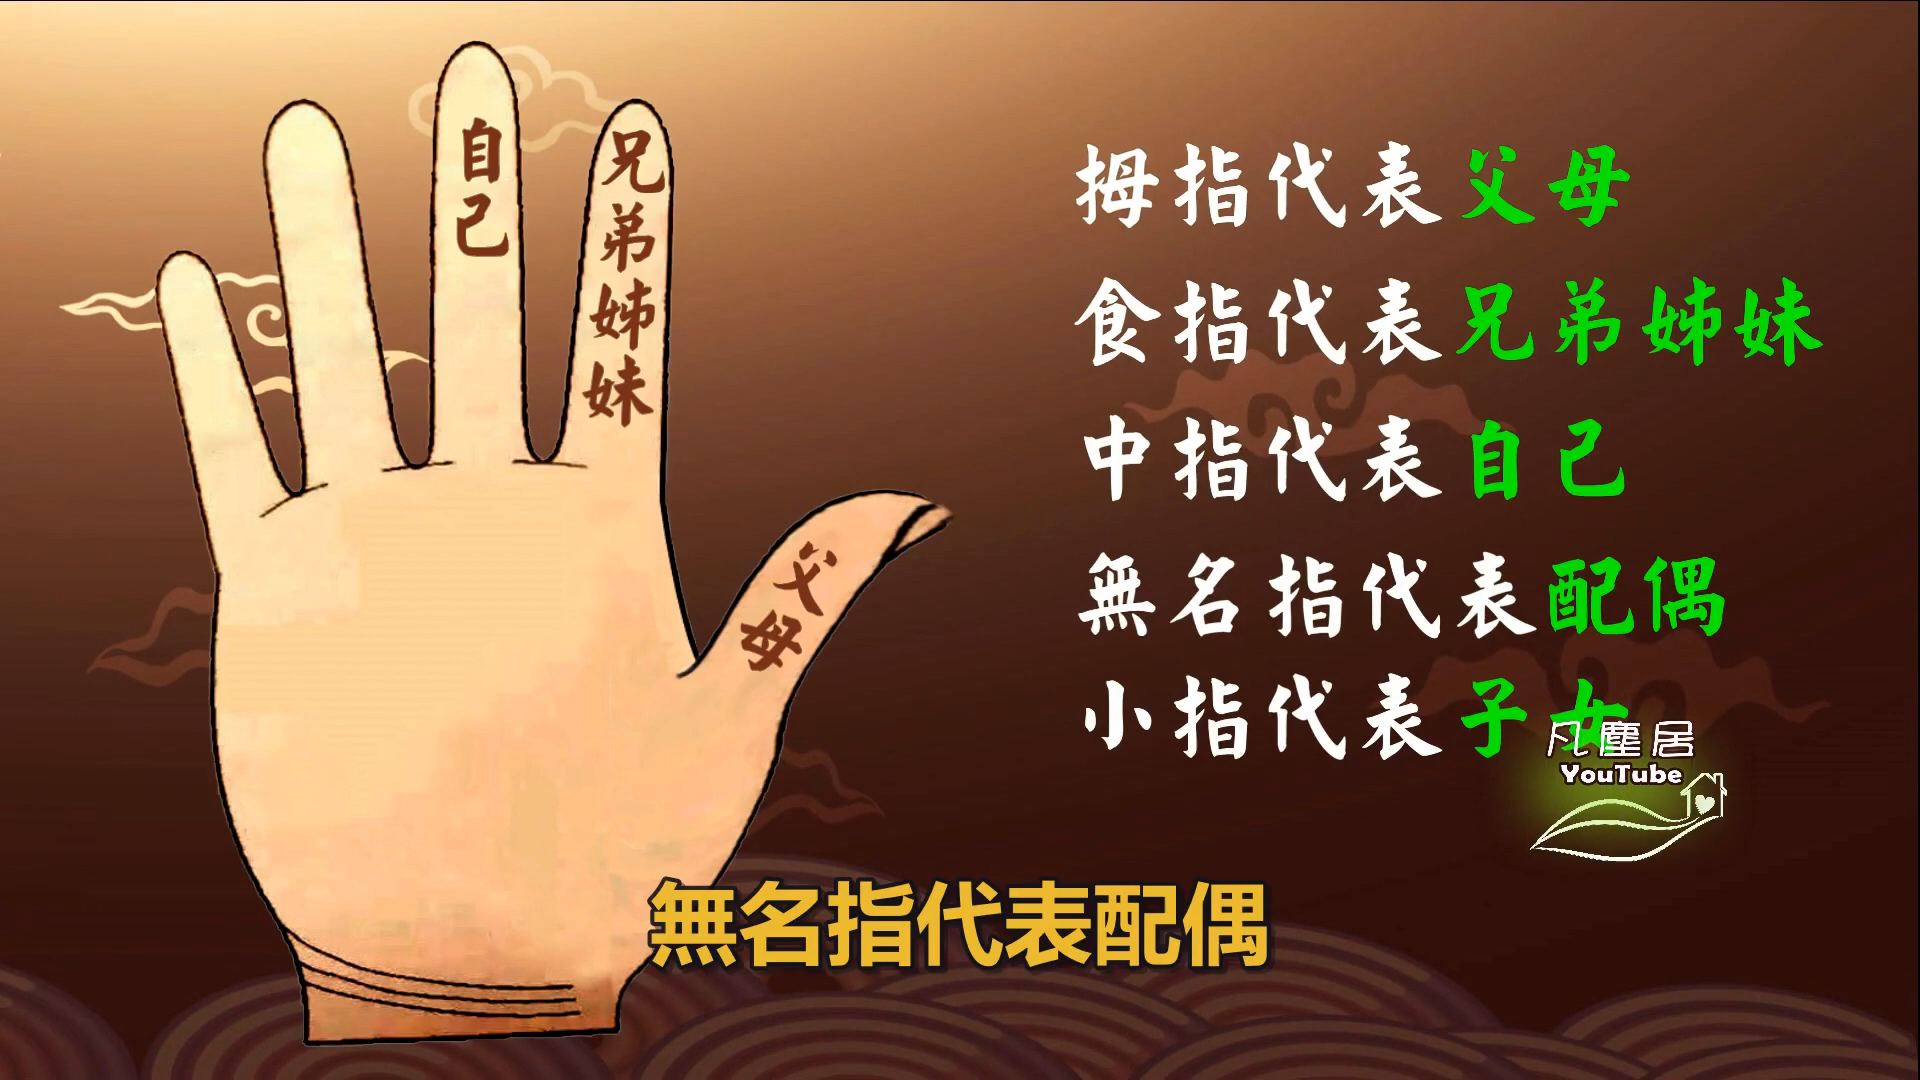 自己
兄弟姊妹
父母
拇指代表父母
食指代表兄弟姊妹
中指代表自己
無名指代表配偶
小指代表子女
凡塵居
YouTube
無名指代表配偶